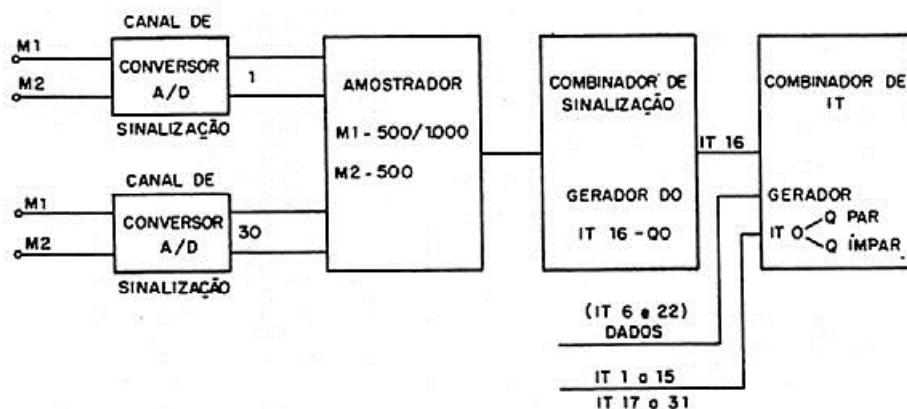 CANAL DE
M1
CONVERSOR
A/D
1
M2
SINALIZAÇÃO
CANAL DE
M1
CONVERSOR
A/D
30
M2
SINALIZAÇÃO
AMOSTRADOR
M1 - 500/1.000
M2 - 500
COMBINADOR DE
SINALIZAÇÃO
GERADOR DO
IT 16 - Q0
IT 16
COMBINADOR DE
IT
GERADOR
IT O
Q PAR
Q ÍMPAR
(IT 6 e 22)
DADOS
IT 1 a 15
IT 17 a 31